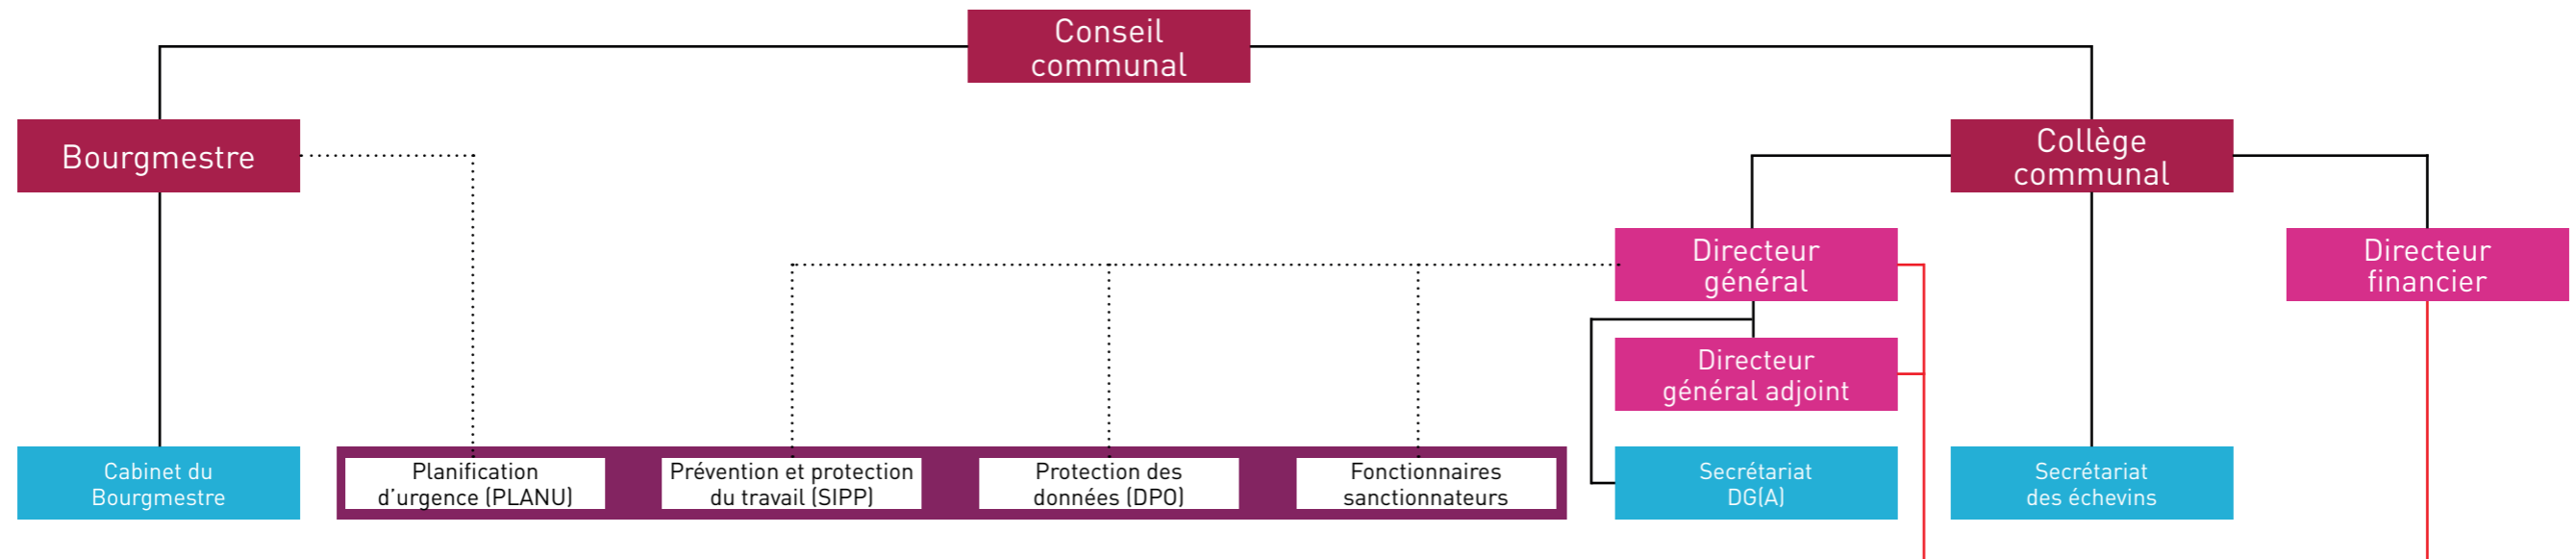 Conseil
communal
Bourgmestre
Collège
communal
Directeur
général
Directeur
financier
Directeur
général adjoint
Cabinet du
Bourgmestre
Planification
d’urgence (PLANU)
Prévention et protection
du travail (SIPP)
Protection des
données (DPO)
Fonctionnaires
sanctionnateurs
Secrétariat
DG(A)
Secrétariat
des échevins